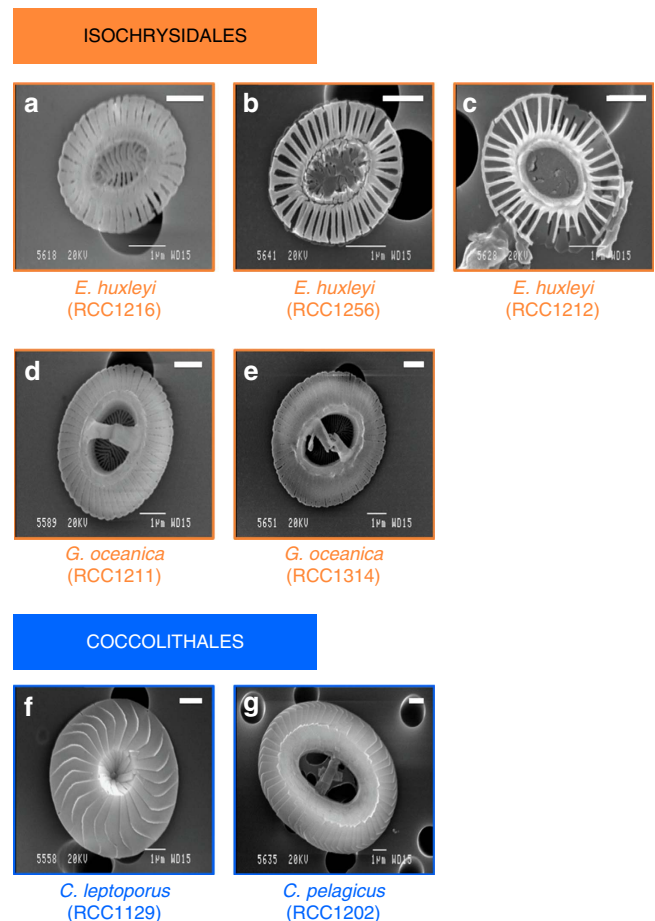 ISOCHRYSIDALES
a
b
c
5618 20KV 1µm WD15
5641 20KV 1µm WD15
5628 20KV 1µm WD15
E. huxleyi
(RCC1216)
E. huxleyi
(RCC1256)
E. huxleyi
(RCC1212)
d
e
5589 20KV 1µm WD15
5651 20KV 1µm WD15
G. oceanica
(RCC1211)
G. oceanica
(RCC1314)
COCCOLITHALES
f
g
5558 20KV 1µm WD15
5635 20KV 1µm WD15
C. leptoporus
(RCC1129)
C. pelagicus
(RCC1202)